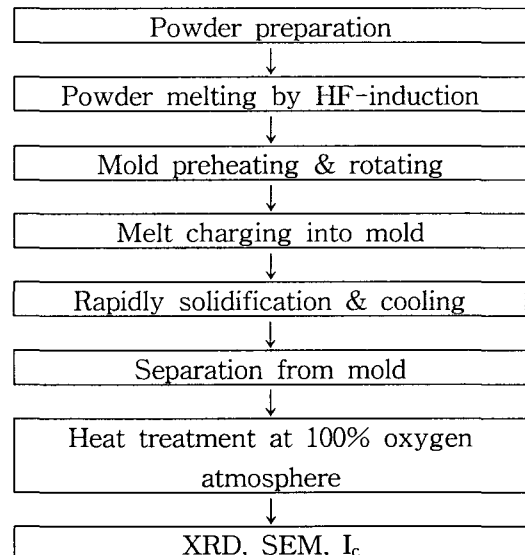 Powder preparation
Powder melting by HF-induction
Mold preheating & rotating
Melt charging into mold
Rapidly solidification & cooling
Separation from mold
Heat treatment at 100% oxygen
atmosphere
XRD, SEM, Ic